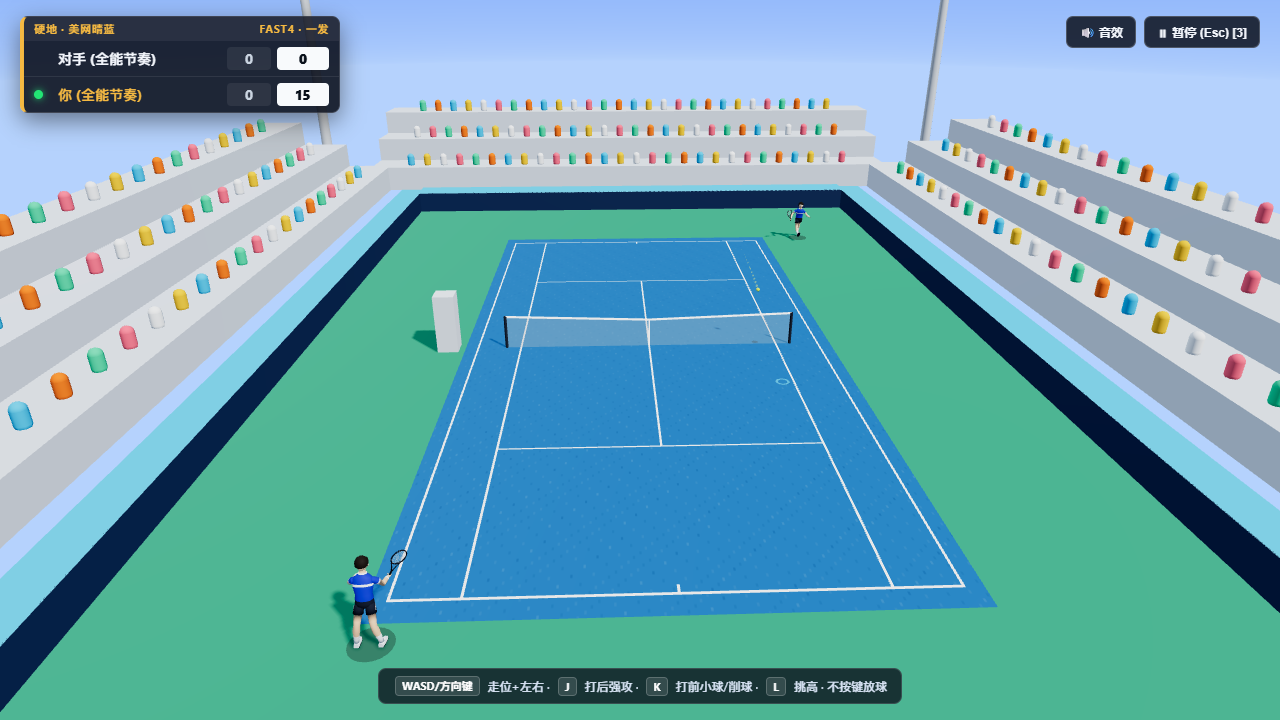 硬地 · 美网晴蓝 FAST4 · 一发
对手 (全能节奏) 0 0
你 (全能节奏) 0 15
音效 暂停 (Esc) [3]
WASD/方向键 走位+左右 · J 打后强攻 · K 打前小球/削球 · L 挑高 · 不按键放球